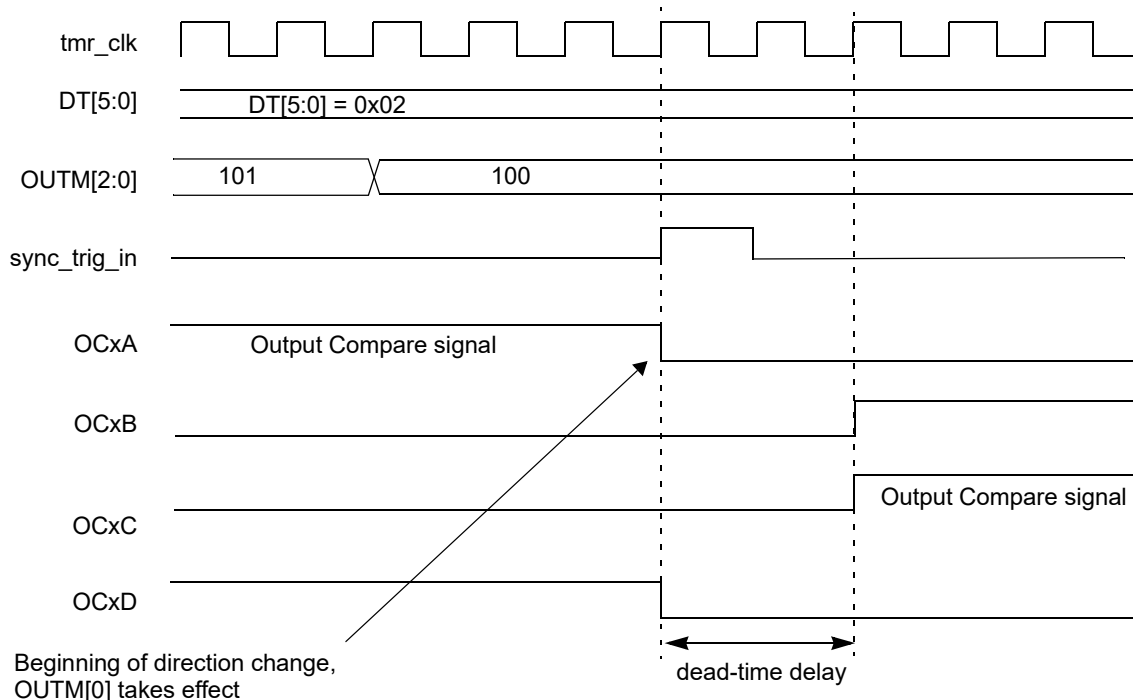 tmr_clk
DT[5:0]
DT[5:0] = 0x02
OUTM[2:0]
101
100
sync_trig_in
OCxA
Output Compare signal
OCxB
OCxC
Output Compare signal
OCxD
Beginning of direction change,
OUTM[0] takes effect
dead-time delay